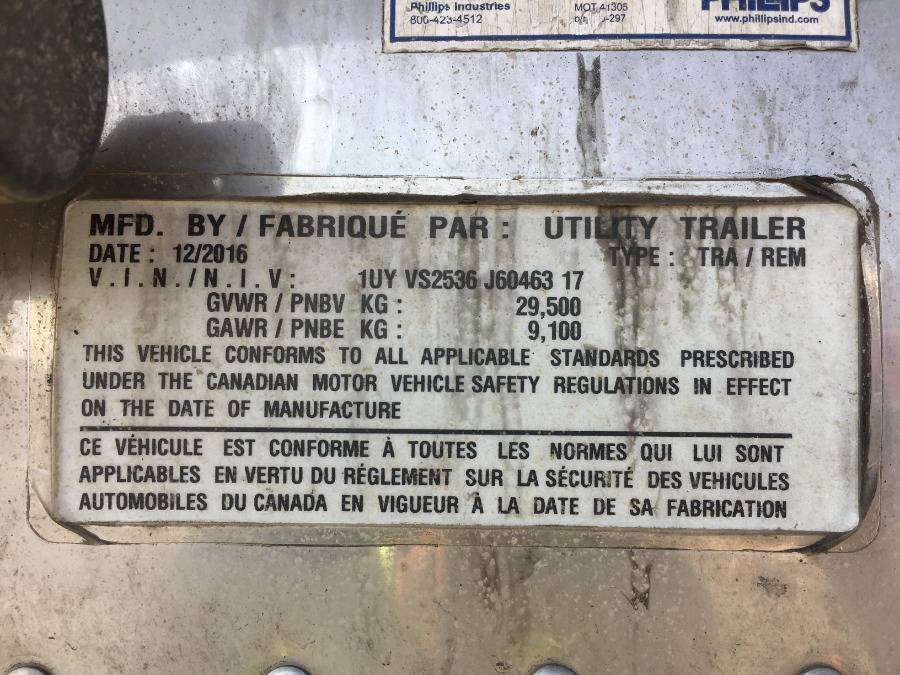 Phillips Industries
800-423-4512
MOT 41305
-297
PHILLIPS
www.phillipsind.com
MFD. BY / FABRIQUÉ PAR : UTILITY TRAILER
DATE : 12/2016 TYPE : TRA / REM
V.I.N./N.I.V: 1UY VS2536 J60463 17
GVWR / PNBV KG : 29,500
GAWR / PNBE KG : 9,100
THIS VEHICLE CONFORMS TO ALL APPLICABLE STANDARDS PRESCRIBED
UNDER THE CANADIAN MOTOR VEHICLE SAFETY REGULATIONS IN EFFECT
ON THE DATE OF MANUFACTURE
CE VÉHICULE EST CONFORME À TOUTES LES NORMES QUI LUI SONT
APPLICABLES EN VERTU DU RÉGLEMENT SUR LA SÉCURITÉ DES VEHICULES
AUTOMOBILES DU CANADA EN VIGUEUR À LA DATE DE SA FABRICATION